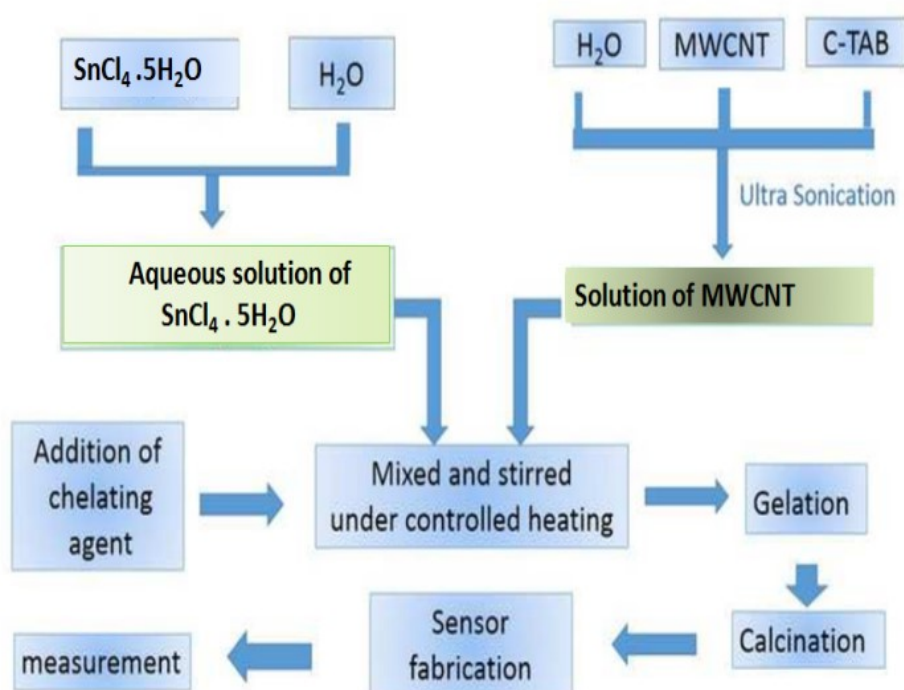 SnCl₄ .5H₂O
H₂O
H₂O
MWCNT
C-TAB
Ultra Sonication
Aqueous solution of
SnCl₄ . 5H₂O
Solution of MWCNT
Addition of
chelating
agent
Mixed and stirred
under controlled heating
Gelation
Calcination
Sensor
fabrication
measurement